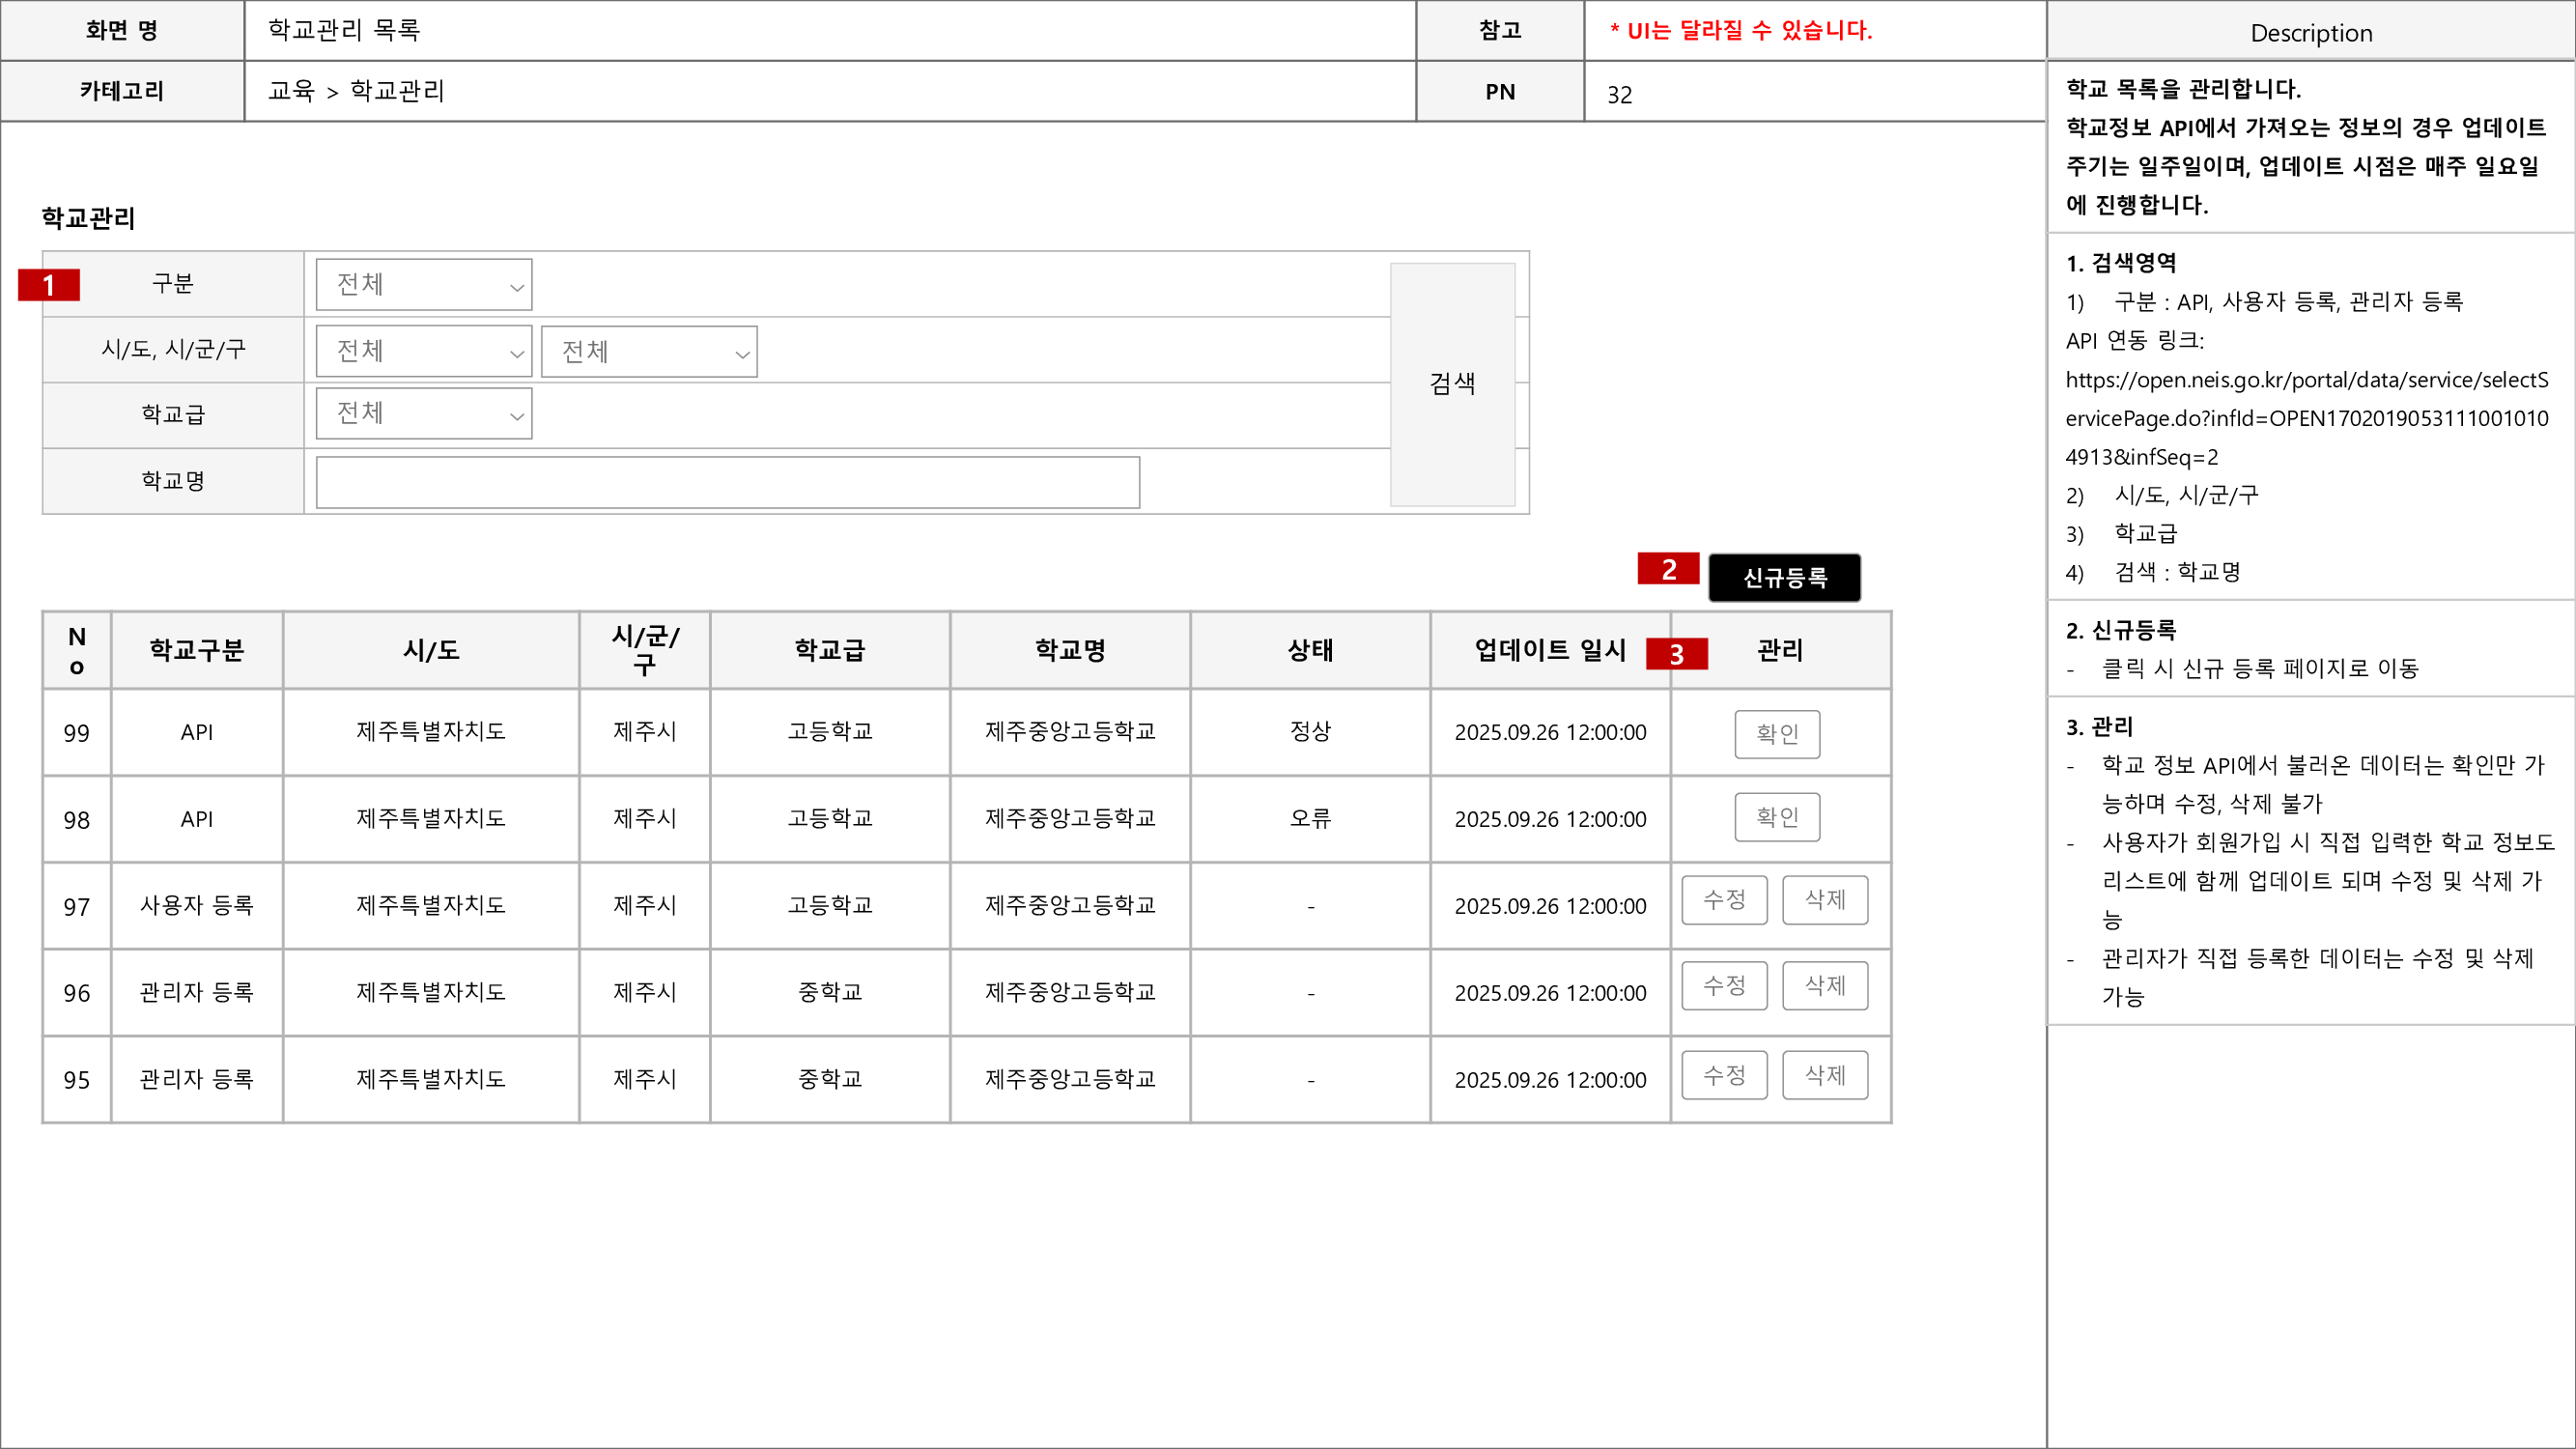 화면 명 학교관리 목록 참고 * UI는 달라질 수 있습니다.
카테고리 교육 > 학교관리 PN 32
학교관리
1 구분 전체
시/도, 시/군/구 전체 전체
학교급 전체
학교명
검색
2 신규등록
No 학교구분 시/도 시/군/구 학교급 학교명 상태 업데이트 일시 3 관리
99 API 제주특별자치도 제주시 고등학교 제주중앙고등학교 정상 2025.09.26 12:00:00 확인
98 API 제주특별자치도 제주시 고등학교 제주중앙고등학교 오류 2025.09.26 12:00:00 확인
97 사용자 등록 제주특별자치도 제주시 고등학교 제주중앙고등학교 - 2025.09.26 12:00:00 수정 삭제
96 관리자 등록 제주특별자치도 제주시 중학교 제주중앙고등학교 - 2025.09.26 12:00:00 수정 삭제
95 관리자 등록 제주특별자치도 제주시 중학교 제주중앙고등학교 - 2025.09.26 12:00:00 수정 삭제
Description
학교 목록을 관리합니다.
학교정보 API에서 가져오는 정보의 경우 업데이트
주기는 일주일이며, 업데이트 시점은 매주 일요일
에 진행합니다.
1. 검색영역
1) 구분 : API, 사용자 등록, 관리자 등록
API 연동 링크:
https://open.neis.go.kr/portal/data/service/selectS
ervicePage.do?infId=OPEN1702019053111001010
4913&infSeq=2
2) 시/도, 시/군/구
3) 학교급
4) 검색 : 학교명
2. 신규등록
- 클릭 시 신규 등록 페이지로 이동
3. 관리
- 학교 정보 API에서 불러온 데이터는 확인만 가
능하며 수정, 삭제 불가
- 사용자가 회원가입 시 직접 입력한 학교 정보도
리스트에 함께 업데이트 되며 수정 및 삭제 가
능
- 관리자가 직접 등록한 데이터는 수정 및 삭제
가능